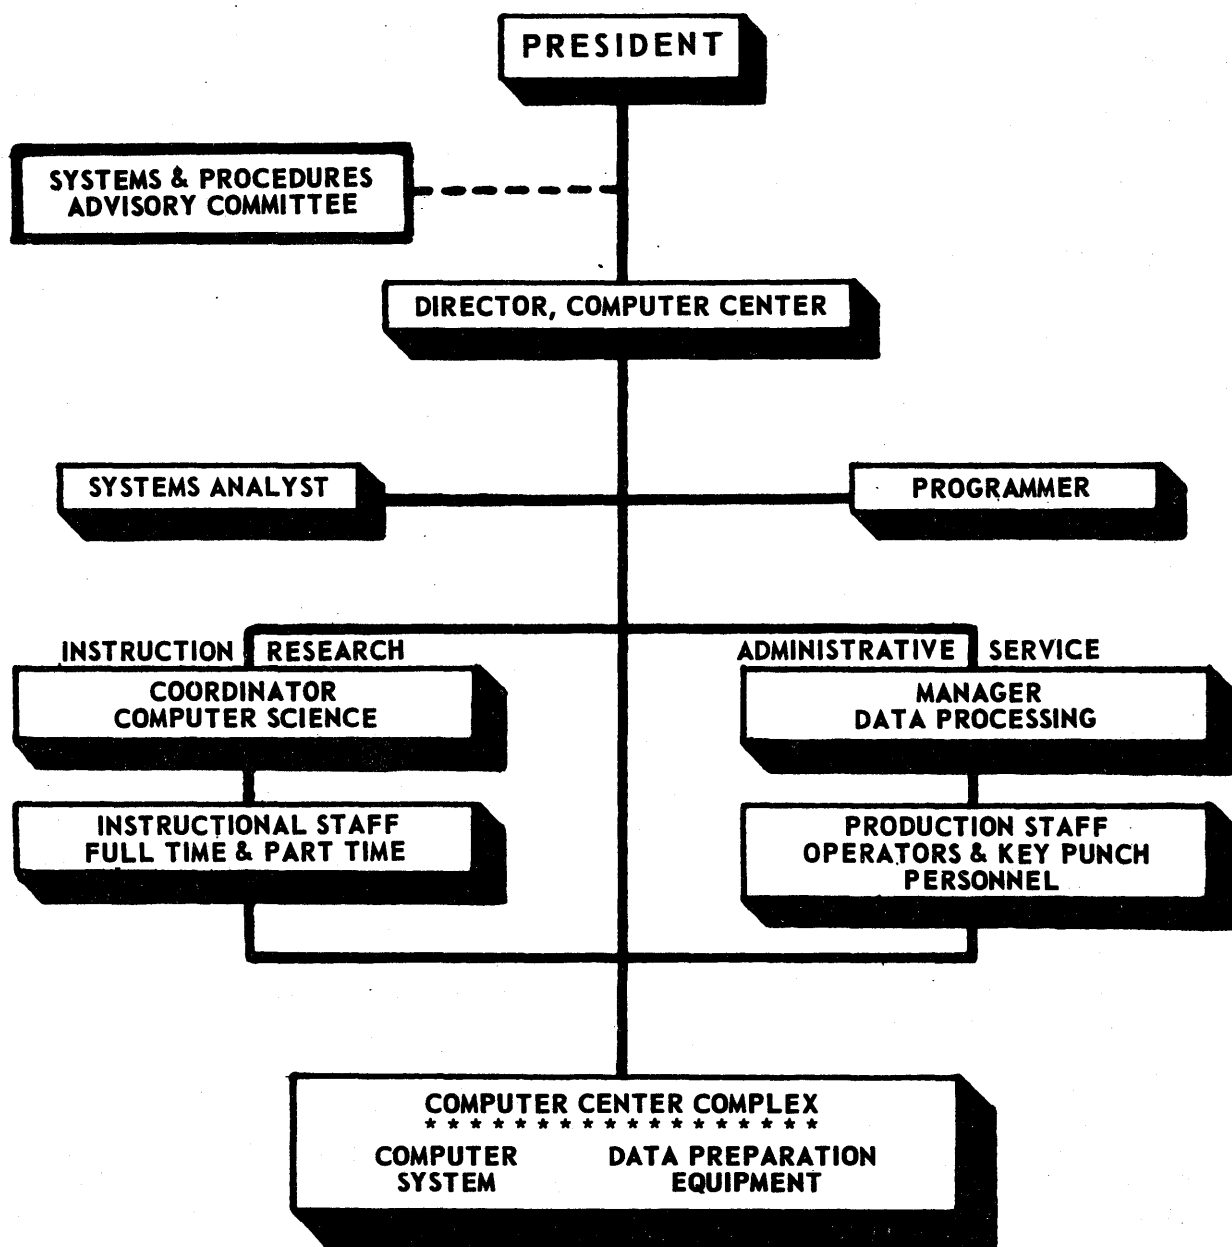 PRESIDENT
SYSTEMS & PROCEDURES
ADVISORY COMMITTEE
DIRECTOR, COMPUTER CENTER
SYSTEMS ANALYST
PROGRAMMER
INSTRUCTION RESEARCH
COORDINATOR
COMPUTER SCIENCE
ADMINISTRATIVE SERVICE
MANAGER
DATA PROCESSING
INSTRUCTIONAL STAFF
FULL TIME & PART TIME
PRODUCTION STAFF
OPERATORS & KEY PUNCH
PERSONNEL
COMPUTER CENTER COMPLEX
* * * * * * * * * * * * * * * * * *
COMPUTER
SYSTEM
DATA PREPARATION
EQUIPMENT